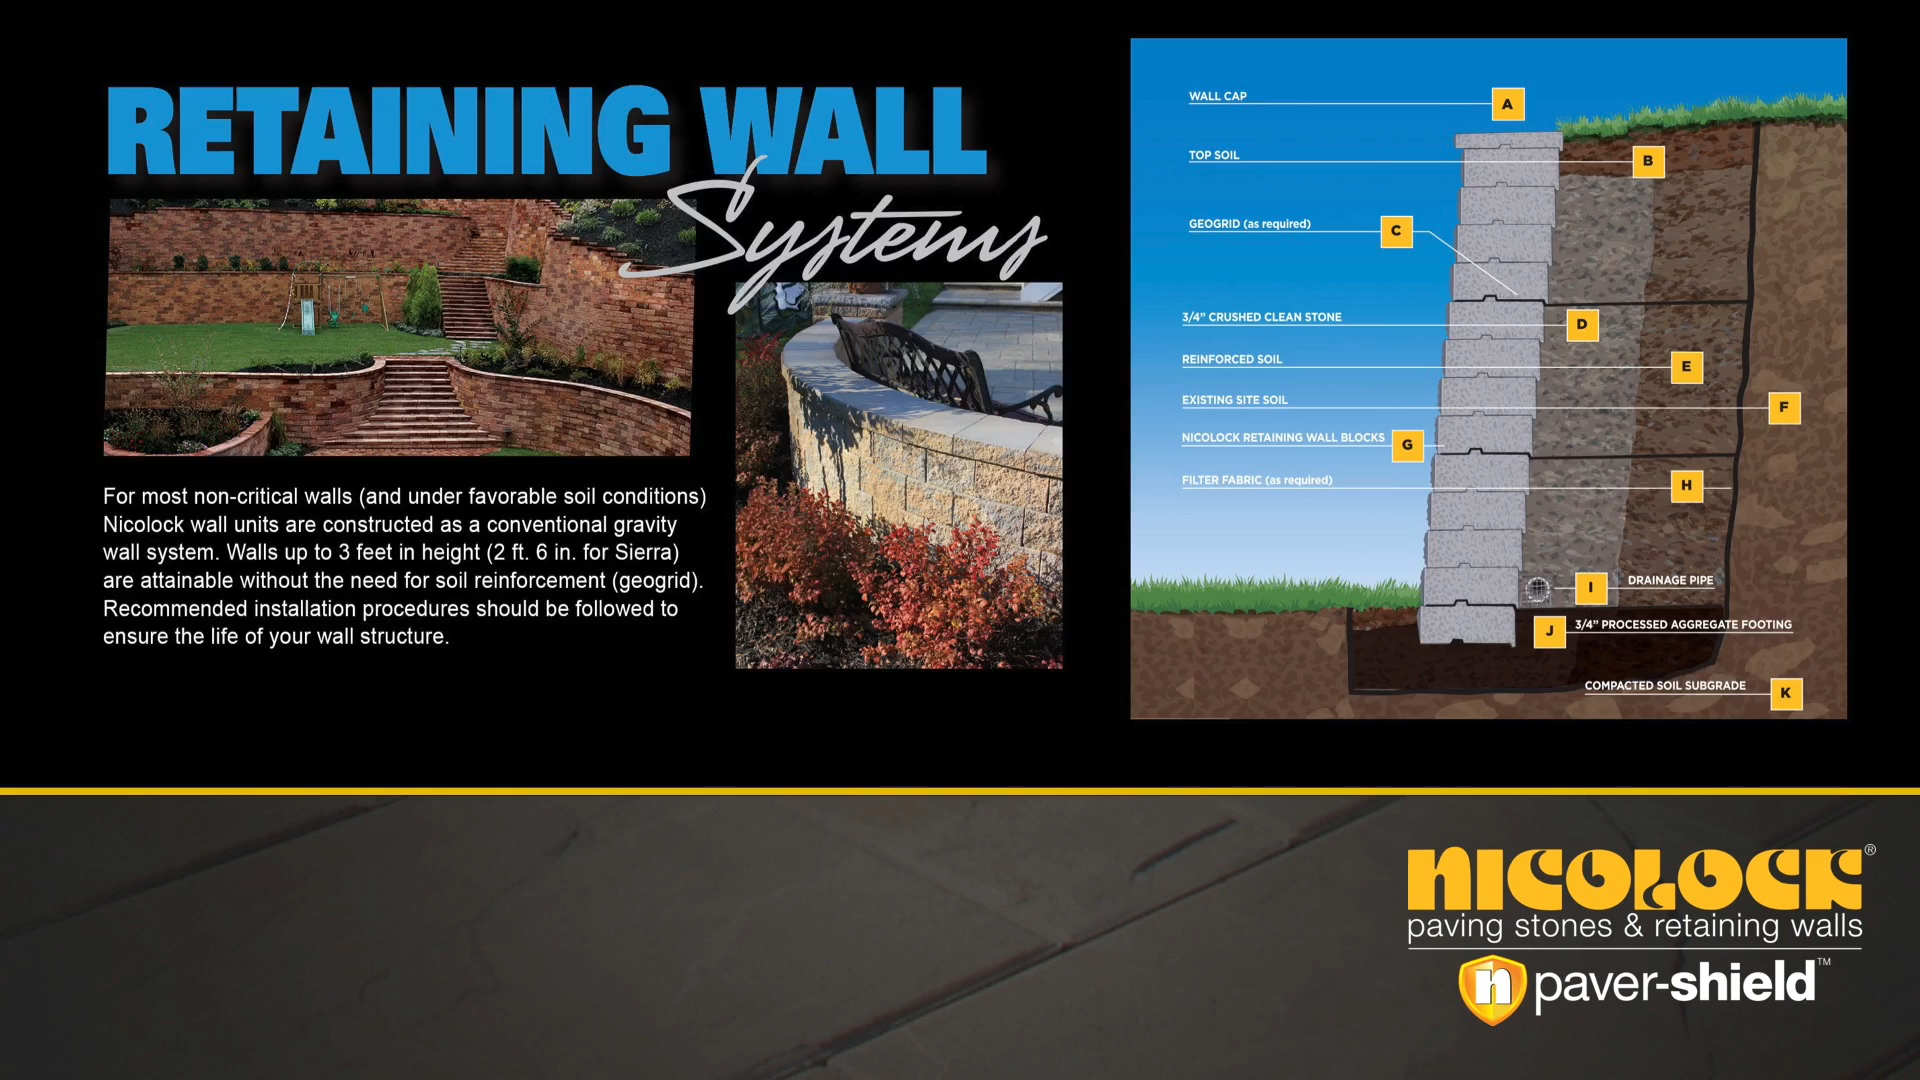 RETAINING WALL
Systems
For most non-critical walls (and under favorable soil conditions)
Nicolock wall units are constructed as a conventional gravity
wall system. Walls up to 3 feet in height (2 ft. 6 in. for Sierra)
are attainable without the need for soil reinforcement (geogrid).
Recommended installation procedures should be followed to
ensure the life of your wall structure.
WALL CAP A
TOP SOIL B
GEOGRID (as required) C
3/4" CRUSHED CLEAN STONE D
REINFORCED SOIL E
EXISTING SITE SOIL F
NICOLOCK RETAINING WALL BLOCKS G
FILTER FABRIC (as required) H
I DRAINAGE PIPE
J 3/4" PROCESSED AGGREGATE FOOTING
COMPACTED SOIL SUBGRADE K
NICOLOCK®
paving stones & retaining walls
n paver-shield™